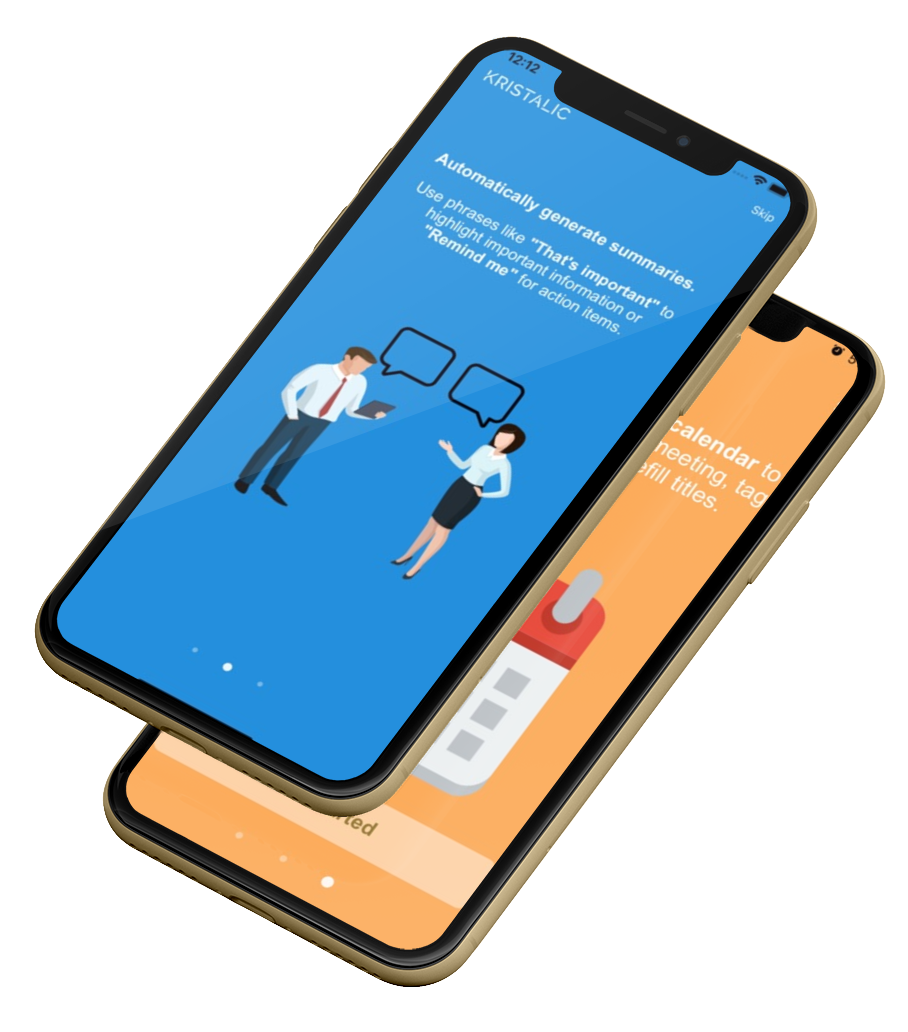 12:12
KRISTALIC
Skip
Automatically generate summaries.
Use phrases like "That's important" to
highlight important information or
"Remind me" for action items.
calendar to
neeting, tag
efill titles.
rted